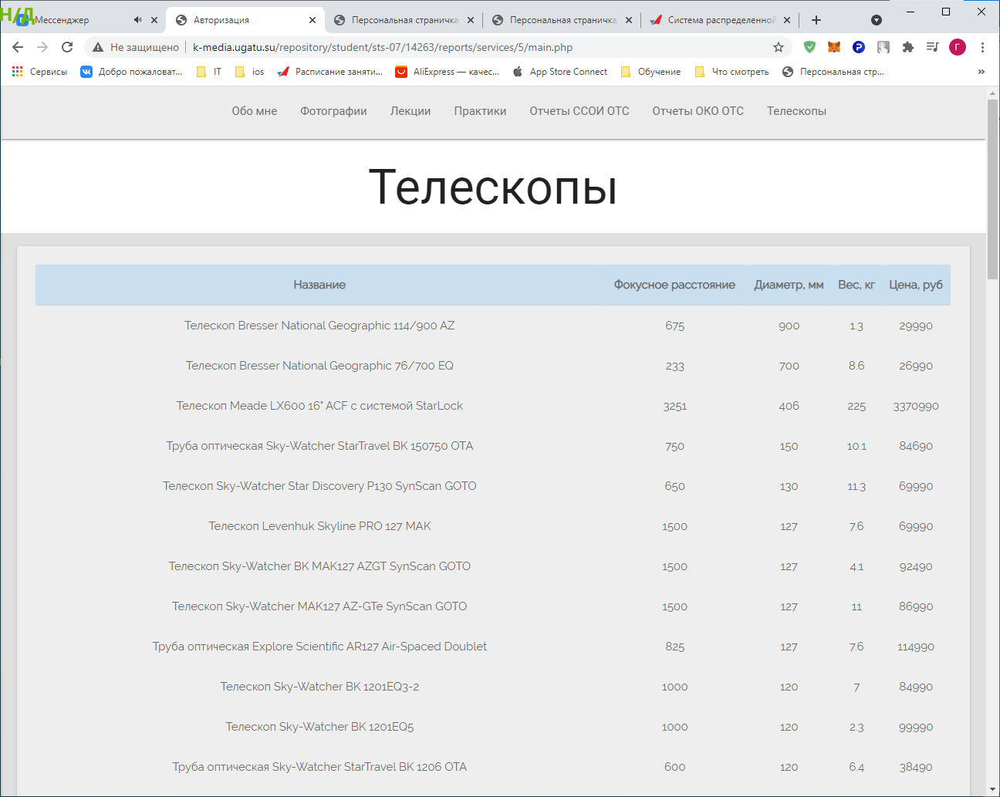 Н/Д
Мессенджер
Авторизация
Персональная страничка
Персональная страничка
Система распределенной
Не защищено
k-media.ugatu.su/repository/student/sts-07/14263/reports/services/5/main.php
Г
Сервисы
Добро пожаловат...
IT
ios
Расписание заняти...
AliExpress — качес...
App Store Connect
Обучение
Что смотреть
Персональная стр...
»
Обо мне
Фотографии
Лекции
Практики
Отчеты ССОИ ОТС
Отчеты ОКО ОТС
Телескопы
Телескопы
Название Фокусное расстояние Диаметр, мм Вес, кг Цена, руб
Телескоп Bresser National Geographic 114/900 AZ 675 900 1.3 29990
Телескоп Bresser National Geographic 76/700 EQ 233 700 8.6 26990
Телескоп Meade LX600 16" ACF с системой StarLock 3251 406 225 3370990
Труба оптическая Sky-Watcher StarTravel BK 150750 OTA 750 150 10.1 84690
Телескоп Sky-Watcher Star Discovery P130 SynScan GOTO 650 130 11.3 69990
Телескоп Levenhuk Skyline PRO 127 MAK 1500 127 7.6 69990
Телескоп Sky-Watcher BK MAK127 AZGT SynScan GOTO 1500 127 4.1 92490
Телескоп Sky-Watcher MAK127 AZ-GTe SynScan GOTO 1500 127 11 86990
Труба оптическая Explore Scientific AR127 Air-Spaced Doublet 825 127 7.6 114990
Телескоп Sky-Watcher BK 1201EQ3-2 1000 120 7 84990
Телескоп Sky-Watcher BK 1201EQ5 1000 120 2.3 99990
Труба оптическая Sky-Watcher StarTravel BK 1206 OTA 600 120 6.4 38490